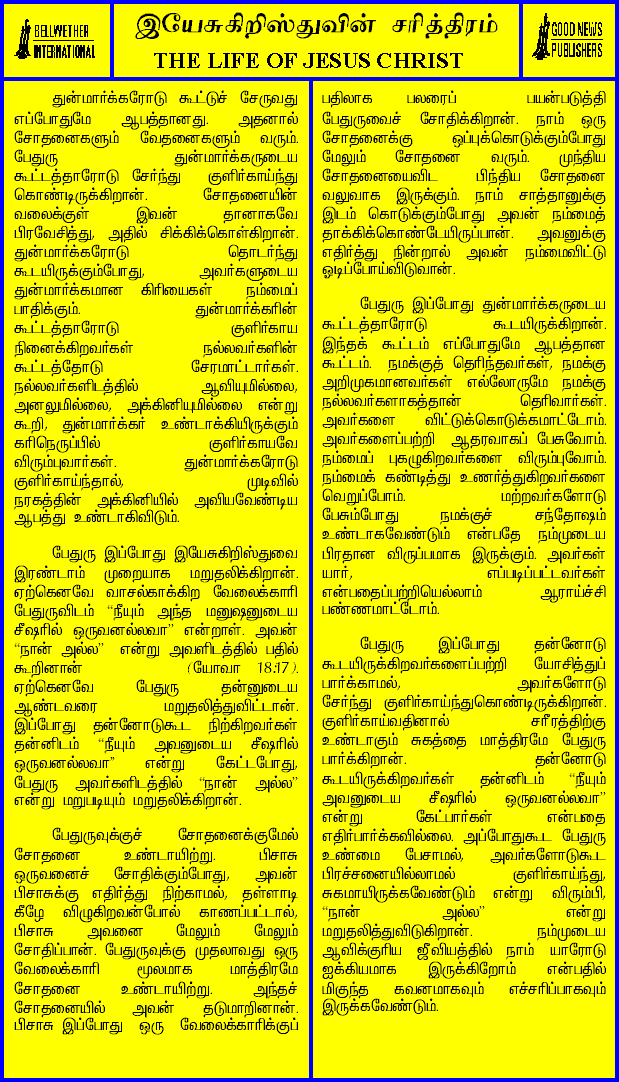 BELLWETHER
INTERNATIONAL
இயேசுகிறிஸ்துவின் சரித்திரம்
THE LIFE OF JESUS CHRIST
GOOD NEWS
PUBLISHERS
துன்மார்க்கரோடு கூட்டுச் சேருவது
எப்போதுமே ஆபத்தானது. அதனால்
சோதனைகளும் வேதனைகளும் வரும்.
பேதுரு துன்மார்க்கருடைய
கூட்டத்தாரோடு சேர்ந்து குளிர்காய்ந்து
கொண்டிருக்கிறான். சோதனையின்
வலைக்குள் இவன் தானாகவே
பிரவேசித்து, அதில் சிக்கிக்கொள்கிறான்.
துன்மார்க்கரோடு தொடர்ந்து
கூடயிருக்கும்போது, அவர்களுடைய
துன்மார்க்கமான கிரியைகள் நம்மைப்
பாதிக்கும். துன்மார்க்கரின்
கூட்டத்தாரோடு குளிர்காய
நினைக்கிறவர்கள் நல்லவர்களின்
கூட்டத்தோடு சேரமாட்டார்கள்.
நல்லவர்களிடத்தில் ஆவியுமில்லை,
அனலுமில்லை, அக்கினியுமில்லை என்று
கூறி, துன்மார்க்கர் உண்டாக்கியிருக்கும்
கரிநெருப்பில் குளிர்காயவே
விரும்புவார்கள். துன்மார்க்கரோடு
குளிர்காய்ந்தால், முடிவில்
நரகத்தின் அக்கினியில் அவியவேண்டிய
ஆபத்து உண்டாகிவிடும்.
பேதுரு இப்போது இயேசுகிறிஸ்துவை
இரண்டாம் முறையாக மறுதலிக்கிறான்.
ஏற்கெனவே வாசல்காக்கிற வேலைக்காரி
பேதுருவிடம் “நீயும் அந்த மனுஷனுடைய
சீஷரில் ஒருவனல்லவா” என்றாள். அவன்
“நான் அல்ல” என்று அவளிடத்தில் பதில்
கூறினான் (யோவா 18:17).
ஏற்கெனவே பேதுரு தன்னுடைய
ஆண்டவரை மறுதலித்துவிட்டான்.
இப்போது தன்னோடுகூட நிற்கிறவர்கள்
தன்னிடம் “நீயும் அவனுடைய சீஷரில்
ஒருவனல்லவா” என்று கேட்டபோது,
பேதுரு அவர்களிடத்தில் “நான் அல்ல”
என்று மறுபடியும் மறுதலிக்கிறான்.
பேதுருவுக்குச் சோதனைக்குமேல்
சோதனை உண்டாயிற்று. பிசாசு
ஒருவனைச் சோதிக்கும்போது, அவன்
பிசாசுக்கு எதிர்த்து நிற்காமல், தள்ளாடி
கீழே விழுகிறவன்போல் காணப்பட்டால்,
பிசாசு அவனை மேலும் மேலும்
சோதிப்பான். பேதுருவுக்கு முதலாவது ஒரு
வேலைக்காரி மூலமாக மாத்திரமே
சோதனை உண்டாயிற்று. அந்தச்
சோதனையில் அவன் தடுமாறினான்.
பிசாசு இப்போது ஒரு வேலைக்காரிக்குப்
பதிலாக பலரைப் பயன்படுத்தி
பேதுருவைச் சோதிக்கிறான். நாம் ஒரு
சோதனைக்கு ஒப்புக்கொடுக்கும்போது
மேலும் சோதனை வரும். முந்திய
சோதனையைவிட பிந்திய சோதனை
வலுவாக இருக்கும். நாம் சாத்தானுக்கு
இடம் கொடுக்கும்போது அவன் நம்மைத்
தாக்கிக்கொண்டேயிருப்பான். அவனுக்கு
எதிர்த்து நின்றால் அவன் நம்மைவிட்டு
ஓடிப்போய்விடுவான்.
பேதுரு இப்போது துன்மார்க்கருடைய
கூட்டத்தாரோடு கூடயிருக்கிறான்.
இந்தக் கூட்டம் எப்போதுமே ஆபத்தான
கூட்டம். நமக்குத் தெரிந்தவர்கள், நமக்கு
அறிமுகமானவர்கள் எல்லோருமே நமக்கு
நல்லவர்களாகத்தான் தெரிவார்கள்.
அவர்களை விட்டுக்கொடுக்கமாட்டோம்.
அவர்களைப்பற்றி ஆதரவாகப் பேசுவோம்.
நம்மைப் புகழுகிறவர்களை விரும்புவோம்.
நம்மைக் கண்டித்து உணர்த்துகிறவர்களை
வெறுப்போம். மற்றவர்களோடு
பேசும்போது நமக்குச் சந்தோஷம்
உண்டாகவேண்டும் என்பதே நம்முடைய
பிரதான விருப்பமாக இருக்கும். அவர்கள்
யார், எப்படிப்பட்டவர்கள்
என்பதைப்பற்றியெல்லாம் ஆராய்ச்சி
பண்ணமாட்டோம்.
பேதுரு இப்போது தன்னோடு
கூடயிருக்கிறவர்களைப்பற்றி யோசித்துப்
பார்க்காமல், அவர்களோடு
சேர்ந்து குளிர்காய்ந்துகொண்டிருக்கிறான்.
குளிர்காய்வதினால் சரீரத்திற்கு
உண்டாகும் சுகத்தை மாத்திரமே பேதுரு
பார்க்கிறான். தன்னோடு
கூடயிருக்கிறவர்கள் தன்னிடம் “நீயும்
அவனுடைய சீஷரில் ஒருவனல்லவா”
என்று கேட்பார்கள் என்பதை
எதிர்பார்க்கவில்லை. அப்போதுகூட பேதுரு
உண்மை பேசாமல், அவர்களோடுகூட
பிரச்சனையில்லாமல் குளிர்காய்ந்து,
சுகமாயிருக்கவேண்டும் என்று விரும்பி,
“நான் அல்ல” என்று
மறுதலித்துவிடுகிறான். நம்முடைய
ஆவிக்குரிய ஜீவியத்தில் நாம் யாரோடு
ஐக்கியமாக இருக்கிறோம் என்பதில்
மிகுந்த கவனமாகவும் எச்சரிப்பாகவும்
இருக்கவேண்டும்.